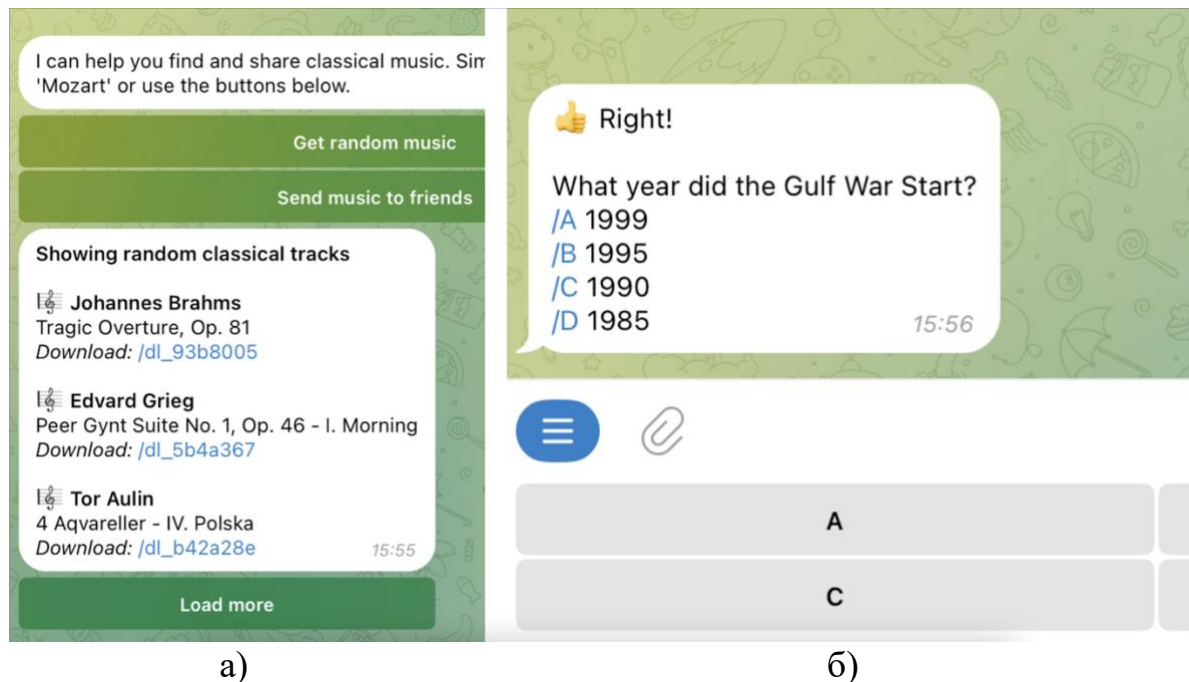 I can help you find and share classical music. Sim
'Mozart' or use the buttons below.
Get random music
Send music to friends
Showing random classical tracks
Johannes Brahms
Tragic Overture, Op. 81
Download: /dl_93b8005
Edvard Grieg
Peer Gynt Suite No. 1, Op. 46 - I. Morning
Download: /dl_5b4a367
Tor Aulin
4 Aqvareller - IV. Polska
Download: /dl_b42a28e 15:55
Load more
а)
Right!
What year did the Gulf War Start?
/A 1999
/B 1995
/C 1990
/D 1985 15:56
A
C
б)